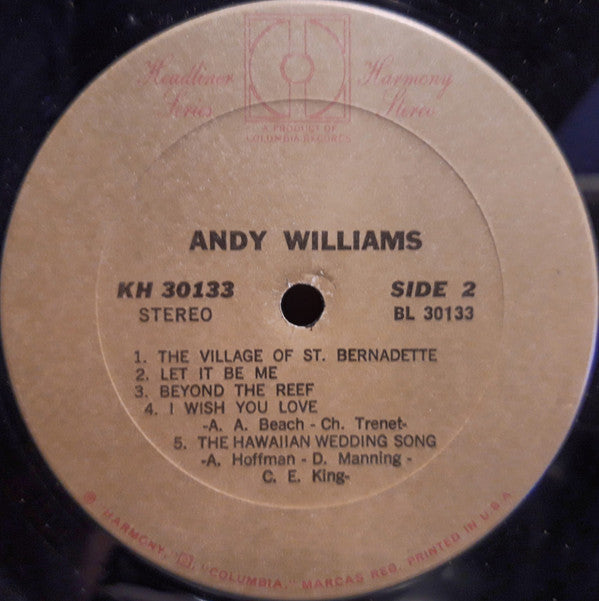 Headliner Harmony
Series Stereo
A PRODUCT OF
COLUMBIA RECORDS
ANDY WILLIAMS
KH 30133 SIDE 2
STEREO BL 30133
1. THE VILLAGE OF ST. BERNADETTE
2. LET IT BE ME
3. BEYOND THE REEF
4. I WISH YOU LOVE
-A. A. Beach - Ch. Trenet-
5. THE HAWAIIAN WEDDING SONG
-A. Hoffman - D. Manning -
C. E. King-
® "HARMONY," "COLUMBIA," MARCAS REG. PRINTED IN U.S.A